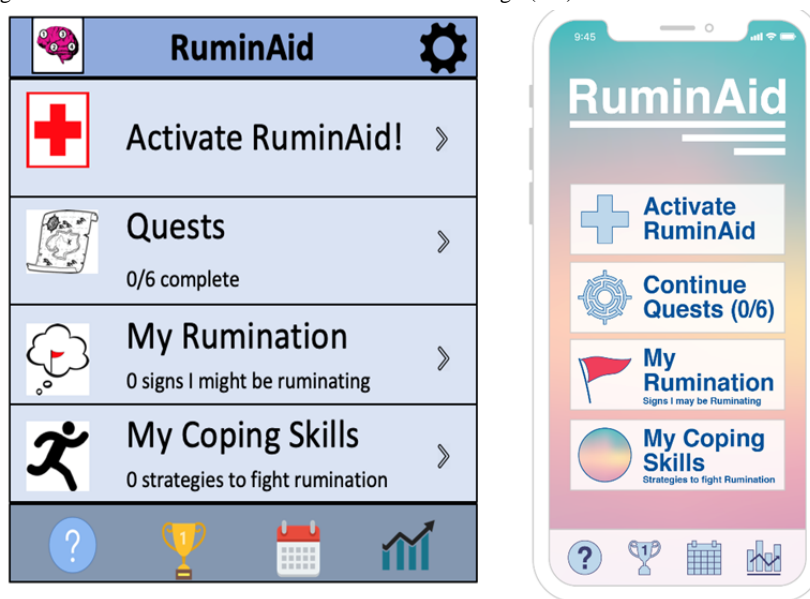 RuminAid
Activate RuminAid!
Quests
0/6 complete
My Rumination
0 signs I might be ruminating
My Coping Skills
0 strategies to fight rumination
?
1
9:45
RuminAid
Activate
RuminAid
Continue
Quests (0/6)
My
Rumination
Signs I may be Ruminating
My Coping
Skills
Strategies to fight Rumination
?
1